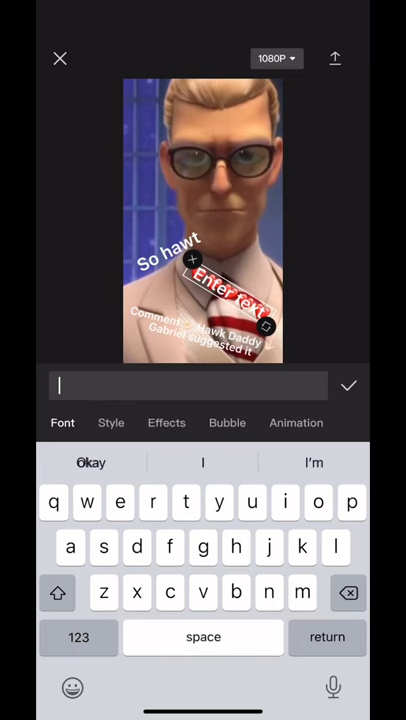 1080P
So hawt
Enter text
Comment Hawk Daddy
Gabriel suggested it
Font Style Effects Bubble Animation
Okay I I'm
q w e r t y u i o p
a s d f g h j k l
z x c v b n m
123 space return